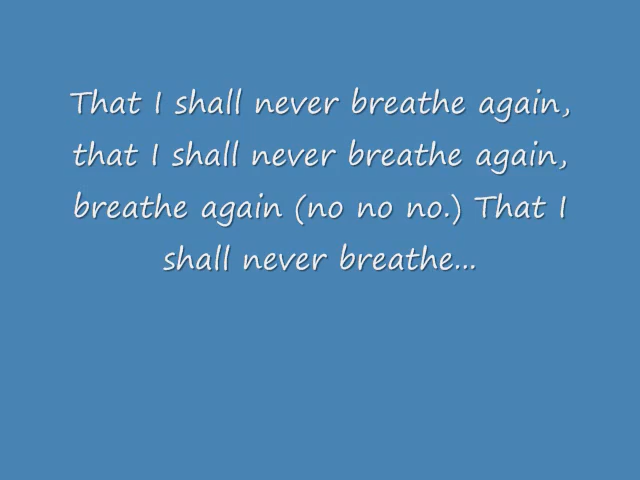 That I shall never breathe again,
that I shall never breathe again,
breathe again (no no no.) That I
shall never breathe...